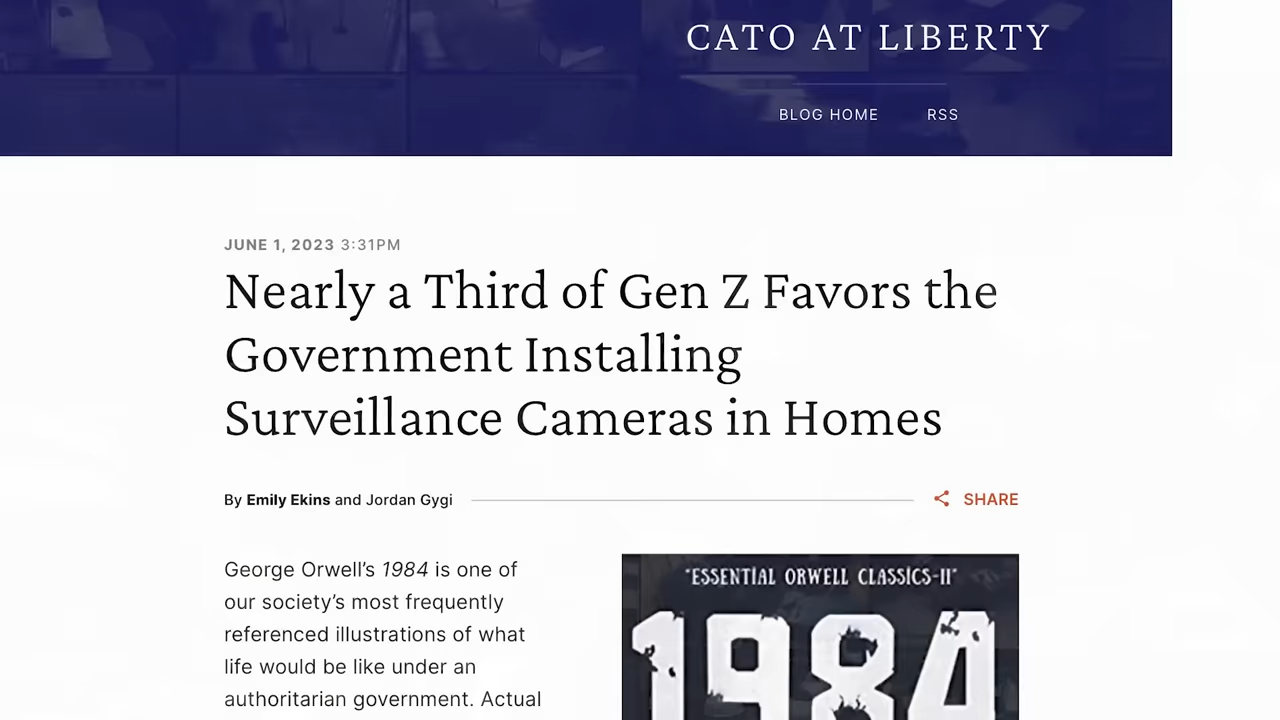 CATO AT LIBERTY
BLOG HOME RSS
JUNE 1, 2023 3:31PM
Nearly a Third of Gen Z Favors the
Government Installing
Surveillance Cameras in Homes
By Emily Ekins and Jordan Gygi
SHARE
George Orwell’s 1984 is one of
our society’s most frequently
referenced illustrations of what
life would be like under an
authoritarian government. Actual
"ESSENTIAL ORWELL CLASSICS-II"
1984